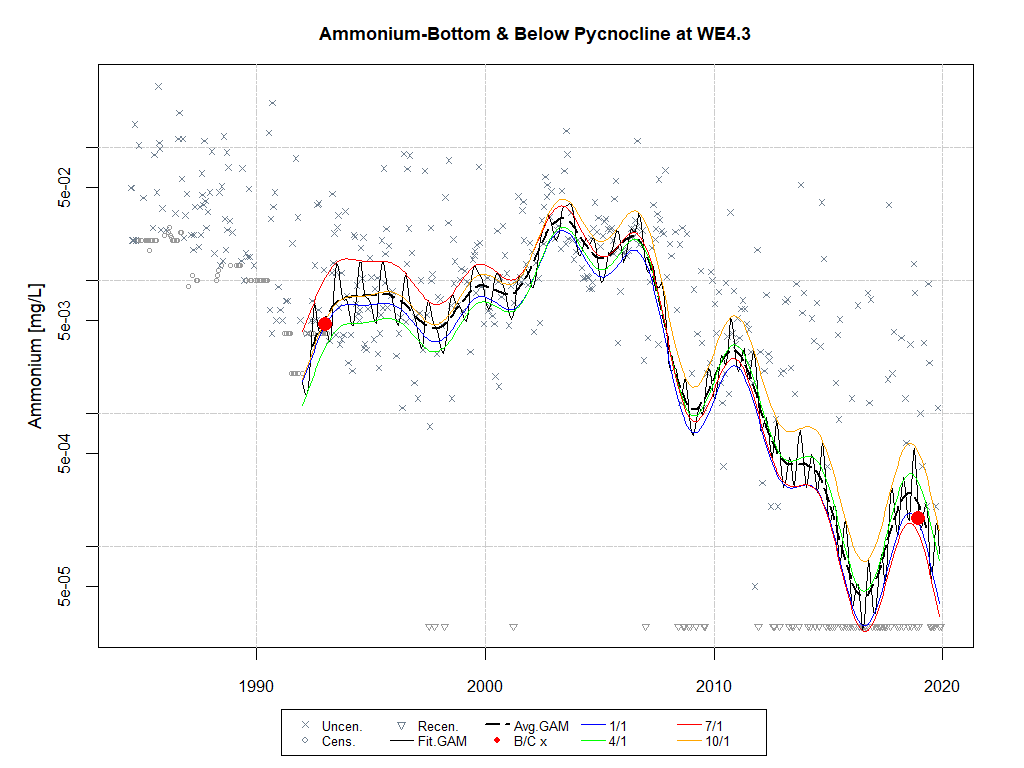 Ammonium-Bottom & Below Pycnocline at WE4.3
Ammonium [mg/L]
5e-02
5e-03
5e-04
5e-05
1990 2000 2010 2020
Uncen. Recen. Avg.GAM 1/1 7/1
Cens. Fit.GAM B/C x 4/1 10/1